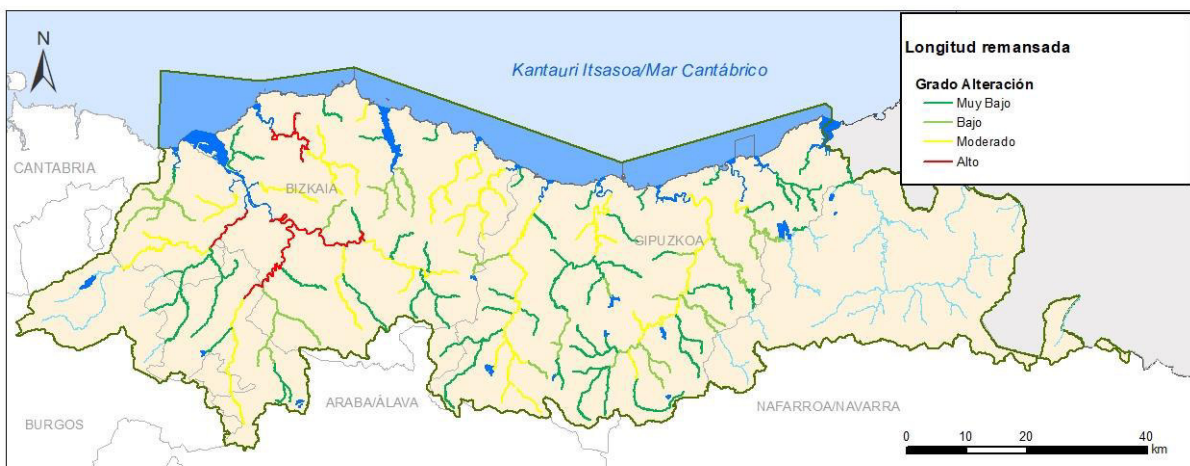 N
Kantauri Itsasoa/Mar Cantábrico
Longitud remansada
Grado Alteración
Muy Bajo
Bajo
Moderado
Alto
CANTABRIA
BIZKAIA
GIPUZKOA
BURGOS
ARABA/ÀLAVA
NAFARROA/NAVARRA
0 10 20 40
km